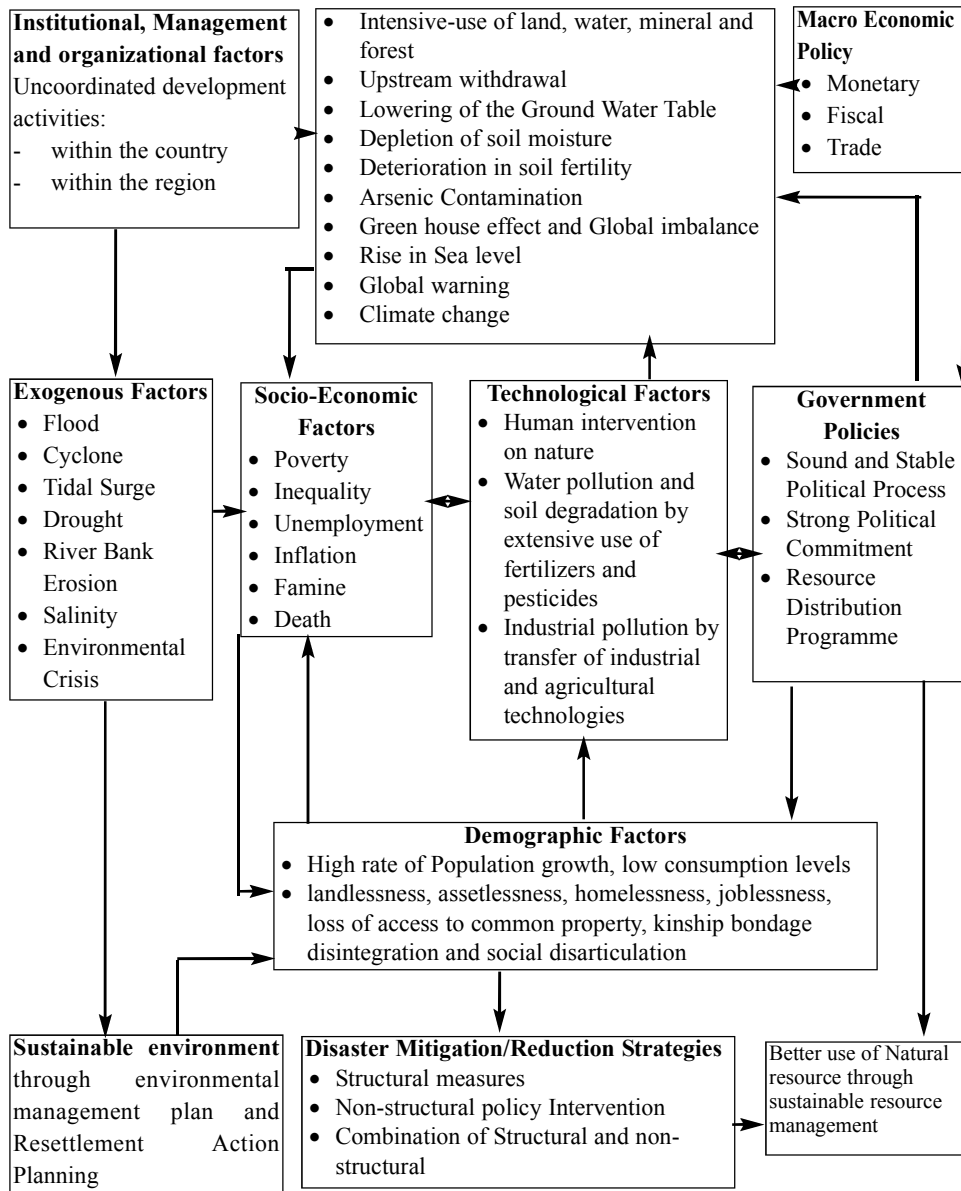 Institutional, Management
and organizational factors
Uncoordinated development
activities:
- within the country
- within the region
• Intensive-use of land, water, mineral and
forest
• Upstream withdrawal
• Lowering of the Ground Water Table
• Depletion of soil moisture
• Deterioration in soil fertility
• Arsenic Contamination
• Green house effect and Global imbalance
• Rise in Sea level
• Global warning
• Climate change
Macro Economic
Policy
• Monetary
• Fiscal
• Trade
Exogenous Factors
• Flood
• Cyclone
• Tidal Surge
• Drought
• River Bank
Erosion
• Salinity
• Environmental
Crisis
Socio-Economic
Factors
• Poverty
• Inequality
• Unemployment
• Inflation
• Famine
• Death
Technological Factors
• Human intervention
on nature
• Water pollution and
soil degradation by
extensive use of
fertilizers and
pesticides
• Industrial pollution by
transfer of industrial
and agricultural
technologies
Government
Policies
• Sound and Stable
Political Process
• Strong Political
Commitment
• Resource
Distribution
Programme
Demographic Factors
• High rate of Population growth, low consumption levels
• landlessness, assetlessness, homelessness, joblessness,
loss of access to common property, kinship bondage
disintegration and social disarticulation
Sustainable environment
through environmental
management plan and
Resettlement Action
Planning
Disaster Mitigation/Reduction Strategies
• Structural measures
• Non-structural policy Intervention
• Combination of Structural and non-
structural
Better use of Natural
resource through
sustainable resource
management